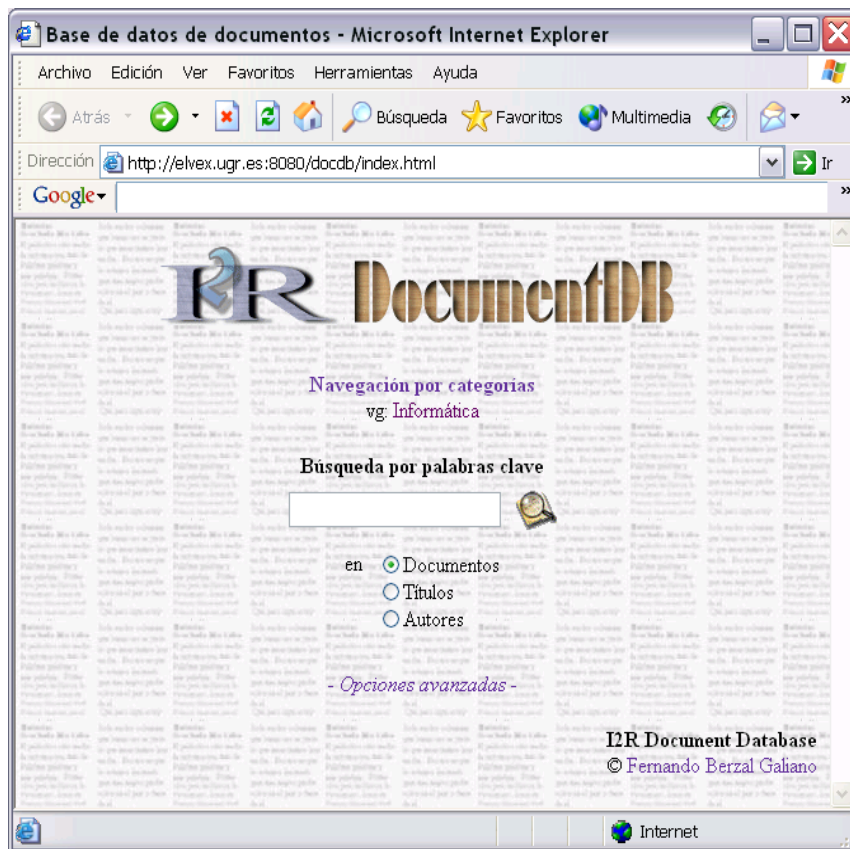 Base de datos de documentos - Microsoft Internet Explorer
Archivo Edición Ver Favoritos Herramientas Ayuda
Atrás Búsqueda Favoritos Multimedia »
Dirección http://elvex.ugr.es:8080/docdb/index.html Ir
Google »
I2R DocumentDB
Navegación por categorías
vg: Informática
Búsqueda por palabras clave
en Documentos
Títulos
Autores
- Opciones avanzadas -
I2R Document Database
© Fernando Berzal Galiano
Internet